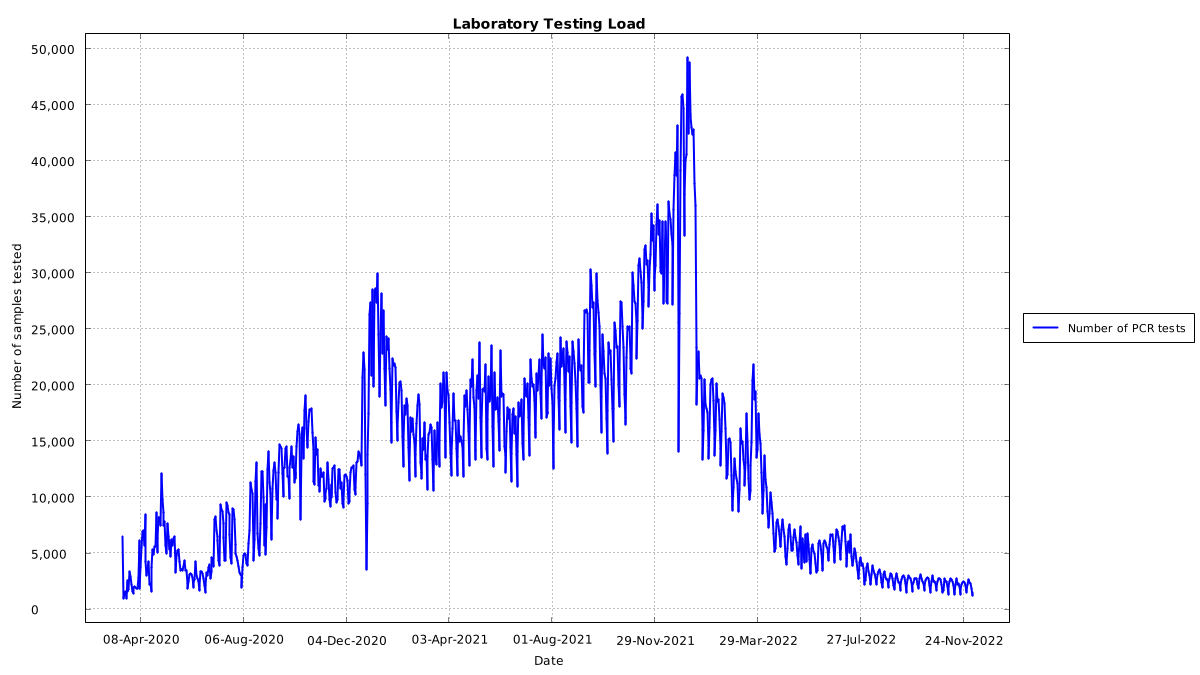 Laboratory Testing Load
50,000
45,000
40,000
35,000
30,000
25,000
20,000
15,000
10,000
5,000
0
Number of samples tested
08-Apr-2020 06-Aug-2020 04-Dec-2020 03-Apr-2021 01-Aug-2021 29-Nov-2021 29-Mar-2022 27-Jul-2022 24-Nov-2022
Date
Number of PCR tests